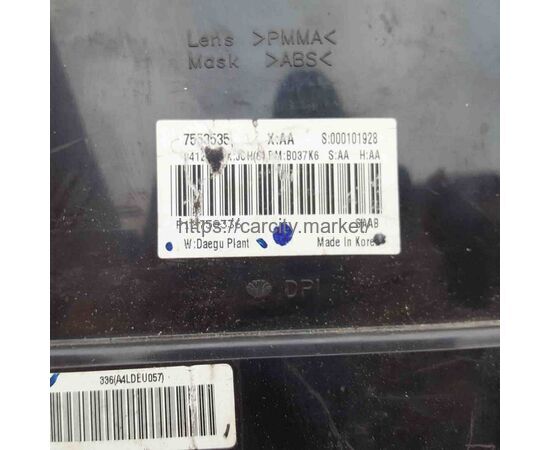 Lens >PMMA<
Mask >ABS<
X:AA S:000101928
S:AA H:AA
https://carcity.market/
SAAB
W:Daegu Plant Made In Korea
DPI
336(A4LDEU057)